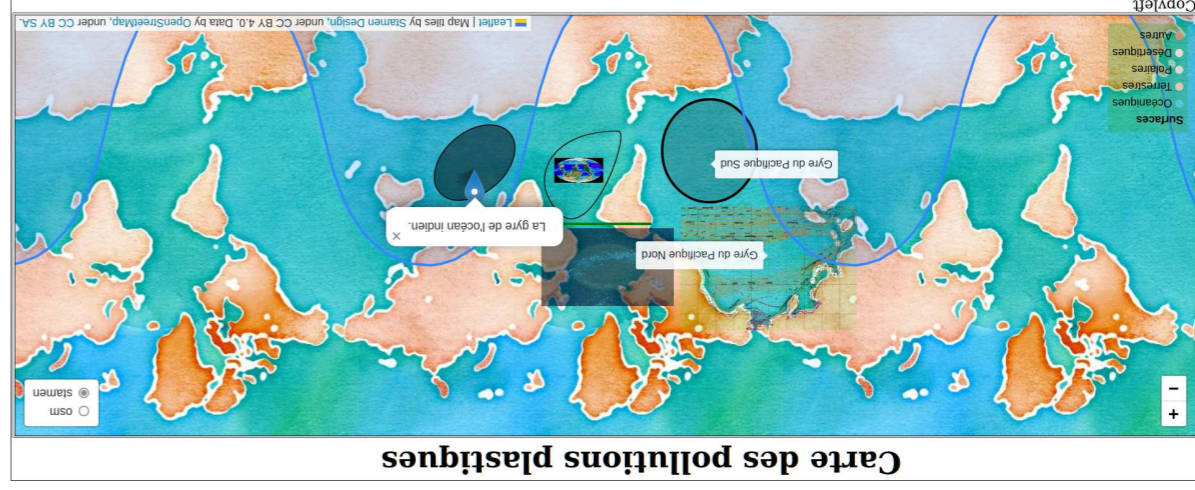 Carte des pollutions plastiques
+
−
osm
stamen
La gyre de l'océan indien.
×
Gyre du Pacifique Nord
Gyre du Pacifique Sud
Surfaces
Océaniques
Terrestres
Polaires
Désertiques
Autres
Leaflet | Map tiles by Stamen Design, under CC BY 4.0. Data by OpenStreetMap, under CC BY SA.
Copyleft